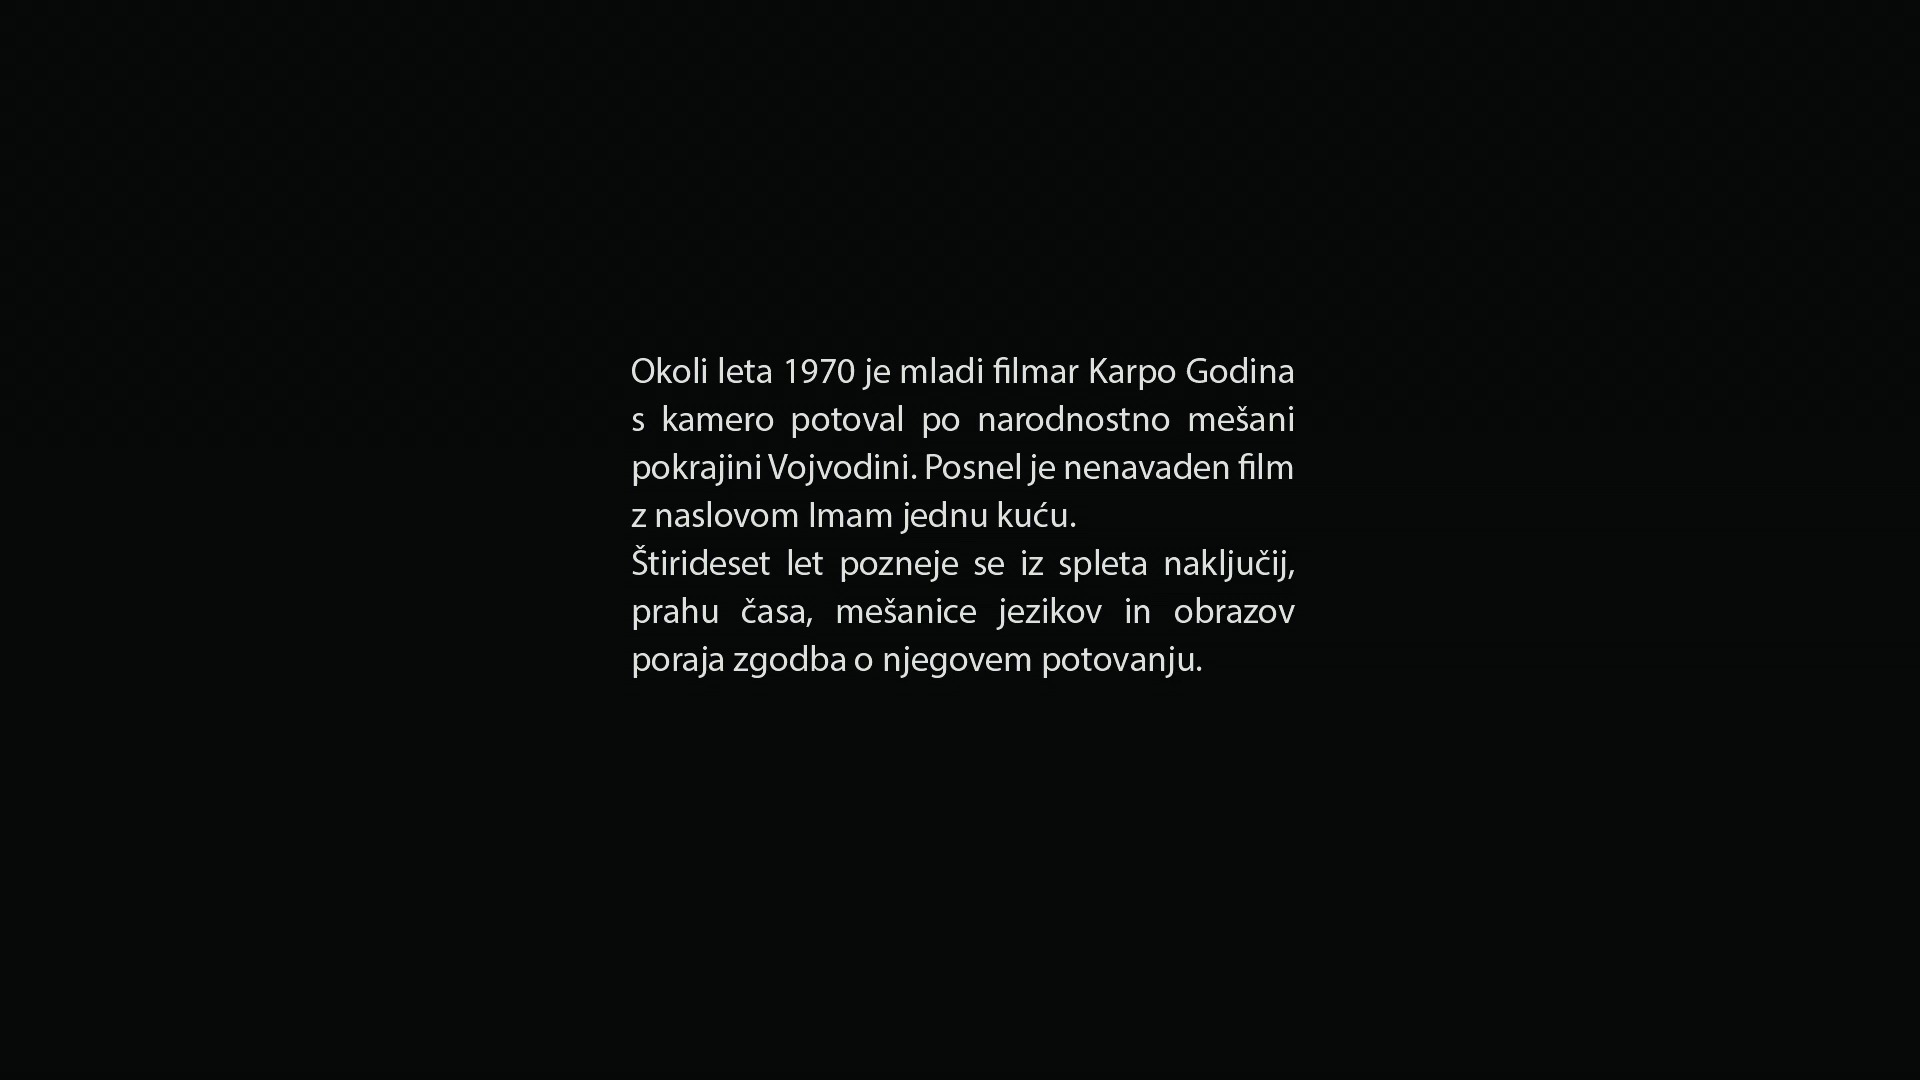 Okoli leta 1970 je mladi filmar Karpo Godina
s kamero potoval po narodnostno mešani
pokrajini Vojvodini. Posnel je nenavaden film
z naslovom Imam jednu kuću.
Štirideset let pozneje se iz spleta naključij,
prahu časa, mešanice jezikov in obrazov
poraja zgodba o njegovem potovanju.